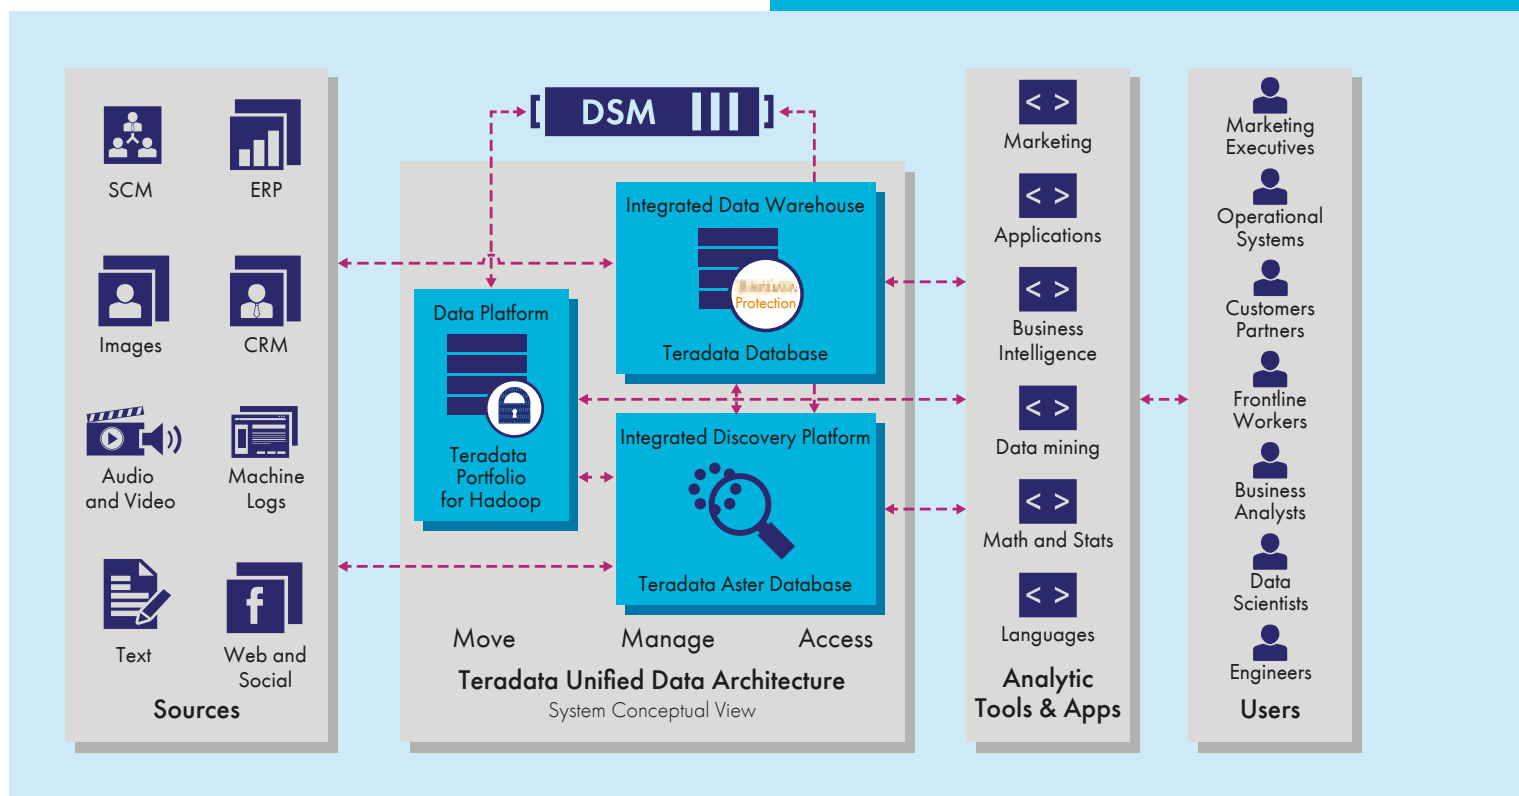 DSM
SCM
ERP
Images
CRM
Audio
and Video
Machine
Logs
Text
Web and
Social
Sources
Integrated Data Warehouse
Protection
Teradata Database
Data Platform
Teradata
Portfolio
for Hadoop
Integrated Discovery Platform
Teradata Aster Database
Move
Manage
Access
Teradata Unified Data Architecture
System Conceptual View
< >
Marketing
< >
Applications
< >
Business
Intelligence
< >
Data mining
< >
Math and Stats
< >
Languages
Analytic
Tools & Apps
Marketing
Executives
Operational
Systems
Customers
Partners
Frontline
Workers
Business
Analysts
Data
Scientists
Engineers
Users